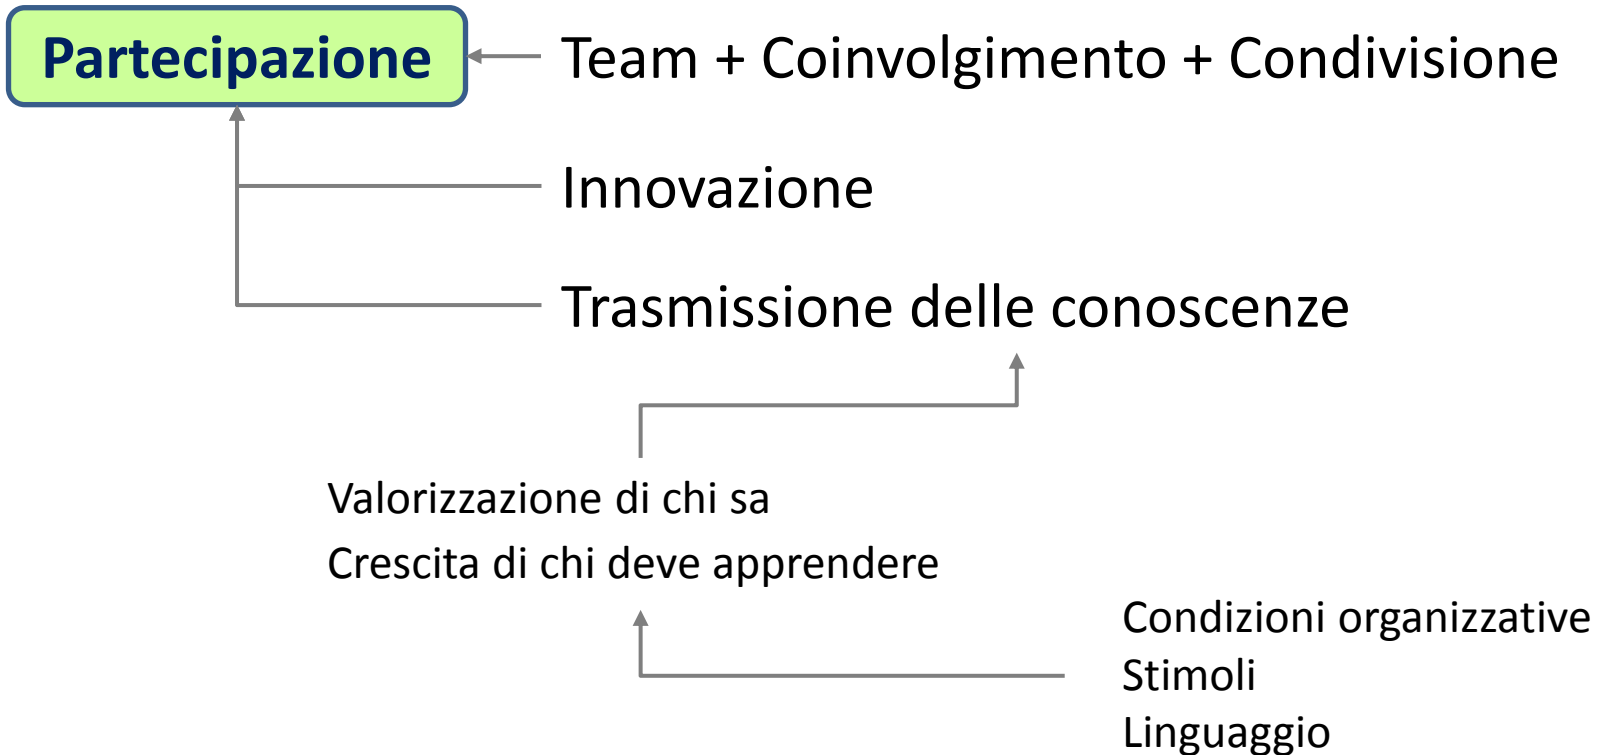 Partecipazione
Team + Coinvolgimento + Condivisione
Innovazione
Trasmissione delle conoscenze
Valorizzazione di chi sa
Crescita di chi deve apprendere
Condizioni organizzative
Stimoli
Linguaggio